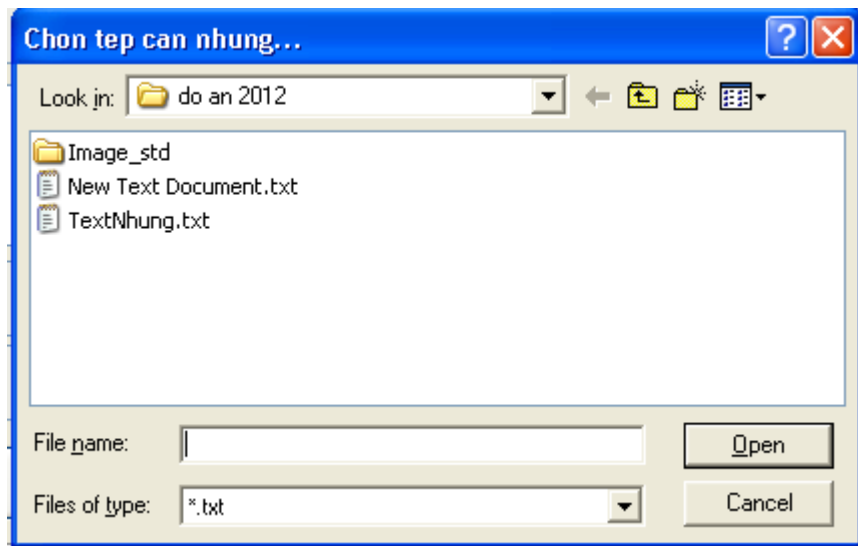 Chon tep can nhung...
Look in: do an 2012
Image_std
New Text Document.txt
TextNhung.txt
File name:
Open
Files of type: *.txt
Cancel